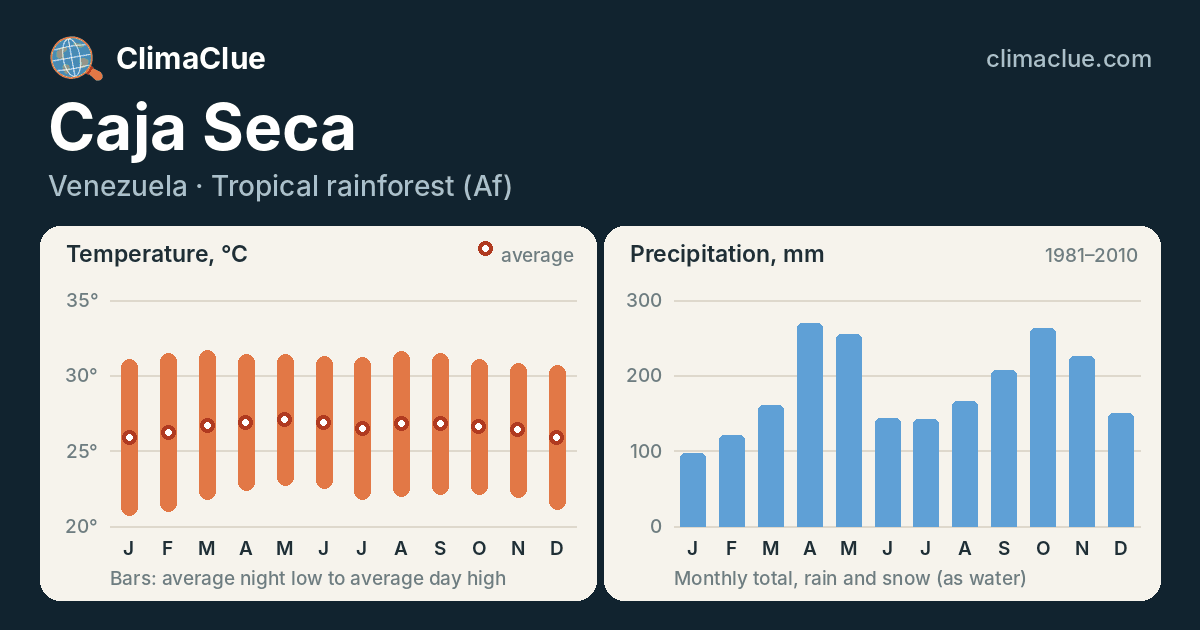 ClimaClue
climaclue.com
Caja Seca
Venezuela · Tropical rainforest (Af)
Temperature, °C
average
35°
30°
25°
20°
J F M A M J J A S O N D
Bars: average night low to average day high
Precipitation, mm
1981–2010
300
200
100
0
J F M A M J J A S O N D
Monthly total, rain and snow (as water)